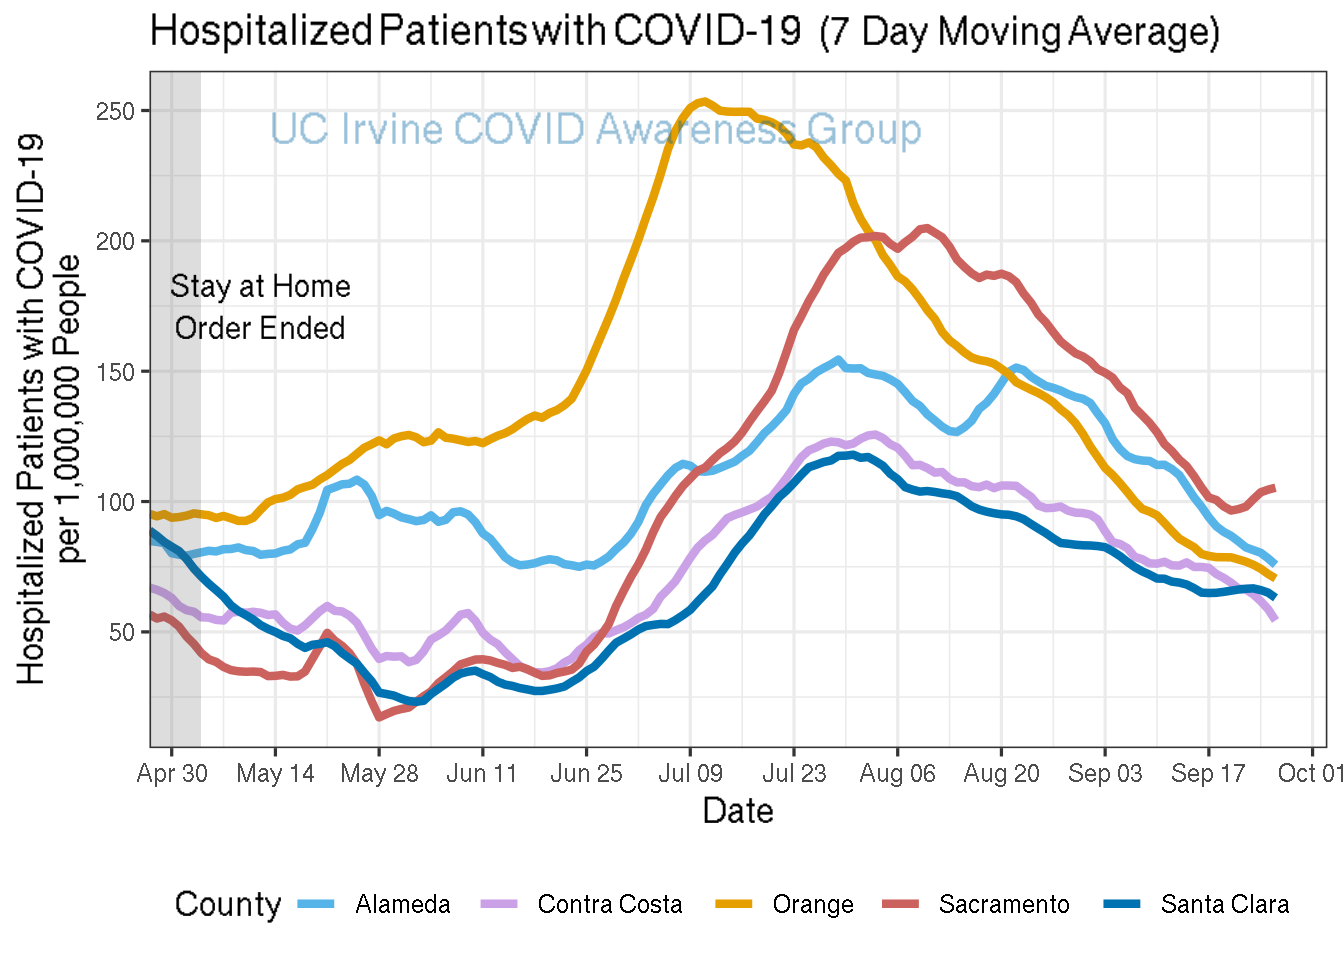 Hospitalized Patients with COVID-19 (7 Day Moving Average)
UC Irvine COVID Awareness Group
Stay at Home
Order Ended
Hospitalized Patients with COVID-19
per 1,000,000 People
250
200
150
100
50
Apr 30 May 14 May 28 Jun 11 Jun 25 Jul 09 Jul 23 Aug 06 Aug 20 Sep 03 Sep 17 Oct 01
Date
County Alameda Contra Costa Orange Sacramento Santa Clara